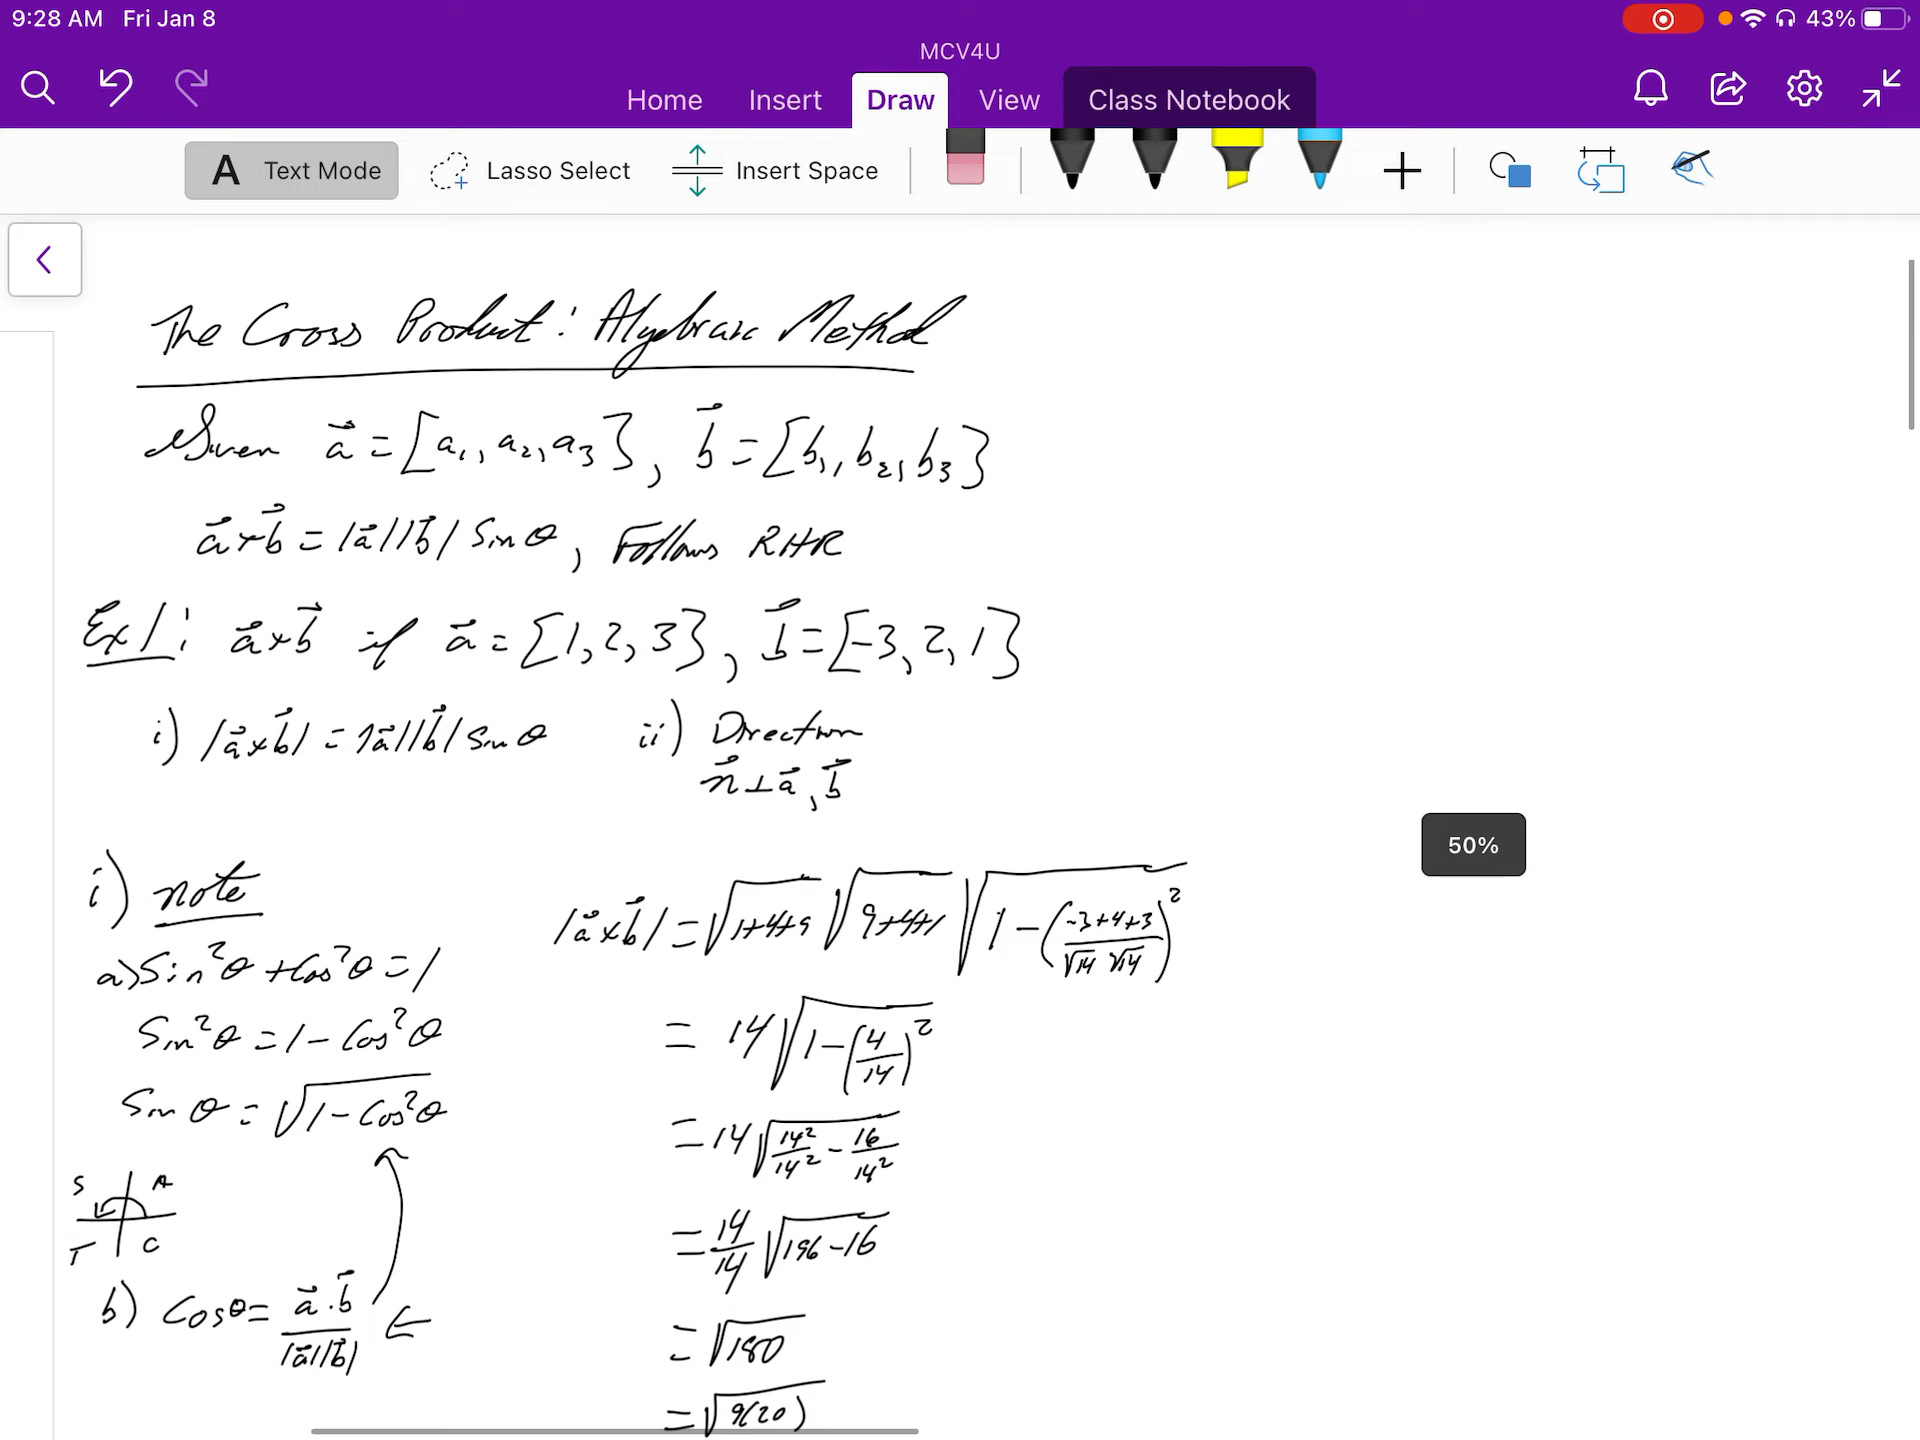 9:28 AM Fri Jan 8
43%
MCV4U
Home Insert Draw View Class Notebook
A Text Mode Lasso Select Insert Space
The Cross Product: Algebraic Method
Given a⃗ = [a₁, a₂, a₃], b⃗ = [b₁, b₂, b₃]
a⃗×b⃗ = |a⃗||b⃗| Sin θ, Follows RHR
Ex1: a⃗×b⃗ if a⃗ = [1, 2, 3], b⃗ = [-3, 2, 1]
i) |a⃗×b⃗| = |a⃗||b⃗| Sin θ
ii) Direction
n⃗ ⊥ a⃗, b⃗
50%
i) note
a) Sin²θ + Cos²θ = 1
Sin²θ = 1 - Cos²θ
Sin θ = √(1 - Cos²θ)
S A
T C
b) Cosθ = (a⃗·b⃗)/(|a⃗||b⃗|) ←
|a⃗×b⃗| = √(1+4+9) √(9+4+1) √(1 - ((-3+4+3)/(√14 √14))²)
= 14√(1 - (4/14)²)
= 14√(14²/14² - 16/14²)
= 14/14 √(196 - 16)
= √180
= √(9(20))